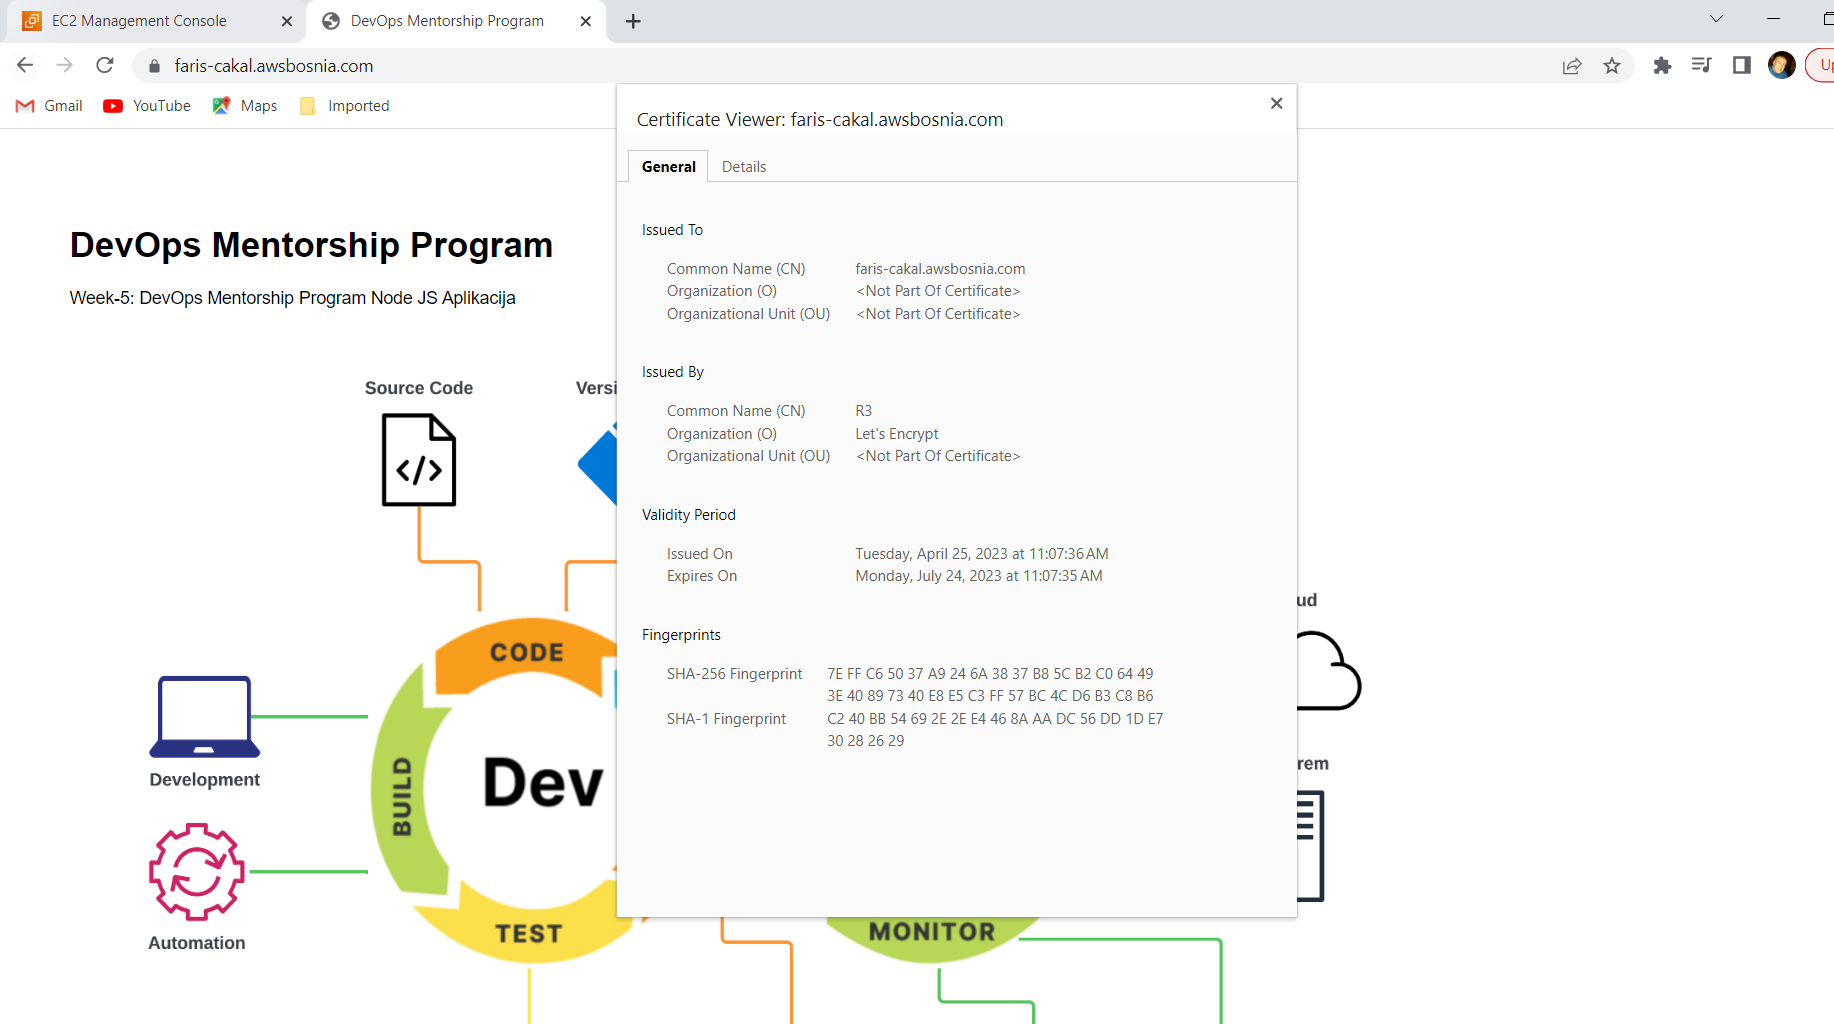 EC2 Management Console
DevOps Mentorship Program
faris-cakal.awsbosnia.com
Up
Gmail
YouTube
Maps
Imported
Certificate Viewer: faris-cakal.awsbosnia.com
General
Details
Issued To
Common Name (CN) faris-cakal.awsbosnia.com
Organization (O) <Not Part Of Certificate>
Organizational Unit (OU) <Not Part Of Certificate>
Issued By
Common Name (CN) R3
Organization (O) Let's Encrypt
Organizational Unit (OU) <Not Part Of Certificate>
Validity Period
Issued On Tuesday, April 25, 2023 at 11:07:36 AM
Expires On Monday, July 24, 2023 at 11:07:35 AM
Fingerprints
SHA-256 Fingerprint 7E FF C6 50 37 A9 24 6A 38 37 B8 5C B2 C0 64 49
3E 40 89 73 40 E8 E5 C3 FF 57 BC 4C D6 B3 C8 B6
SHA-1 Fingerprint C2 40 BB 54 69 2E 2E E4 46 8A AA DC 56 DD 1D E7
30 28 26 29
DevOps Mentorship Program
Week-5: DevOps Mentorship Program Node JS Aplikacija
Source Code
Versi
CODE
BUILD
Dev
TEST
MONITOR
Development
Automation
ud
rem